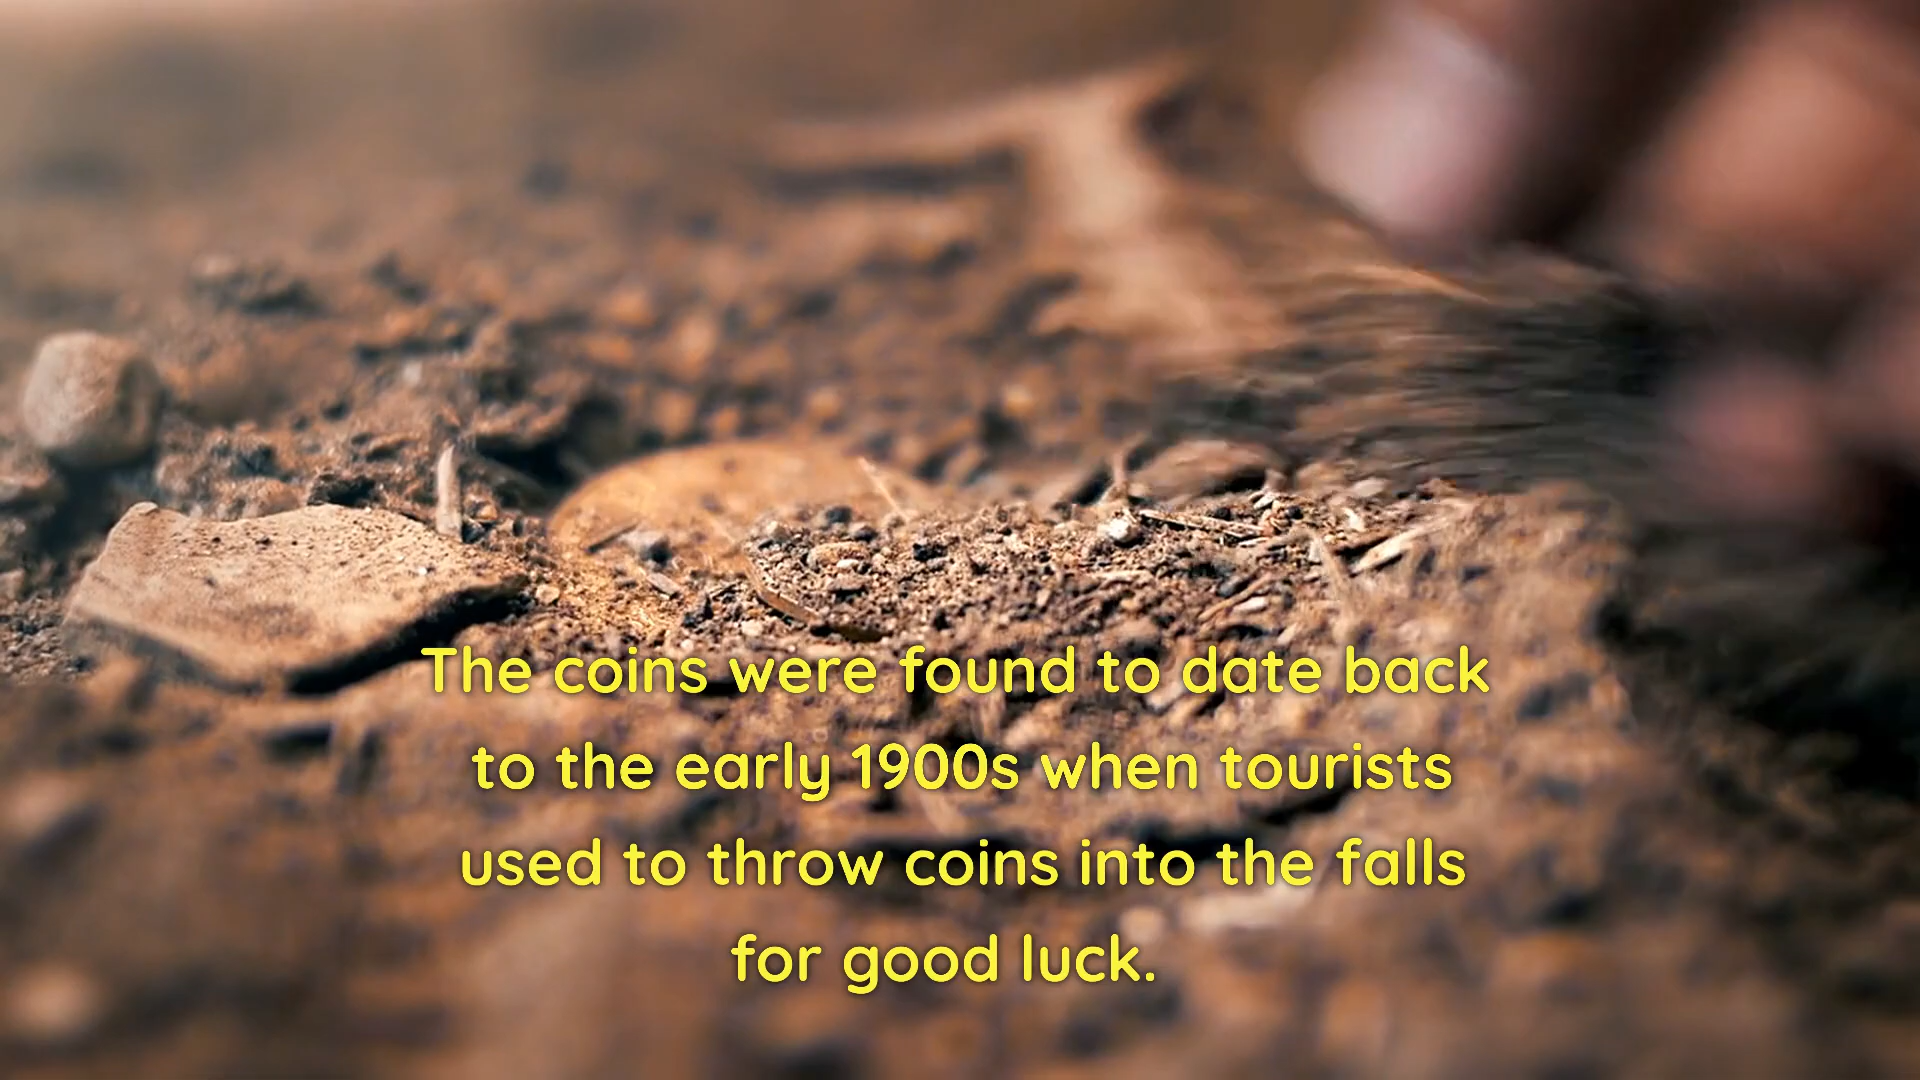 The coins were found to date back
to the early 1900s when tourists
used to throw coins into the falls
for good luck.